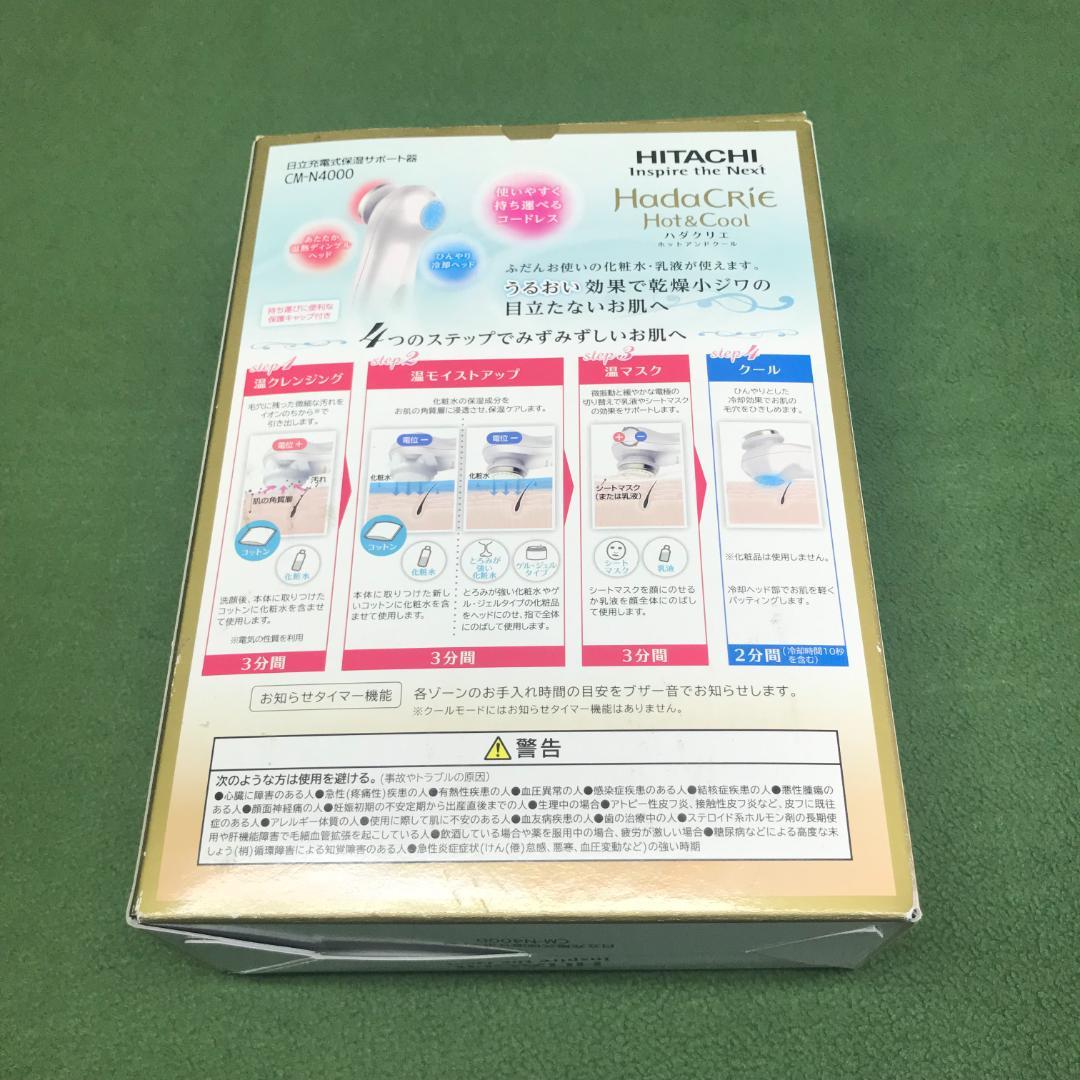 日立充電式保湿サポート器
CM-N4000
HITACHI
Inspire the Next
HadaCRiE
Hot&Cool
ハダクリエ
ホットアンドクール
使いやすく
持ち運べる
コードレス
あたたか
温熱ディンプル
ヘッド
ひんやり
冷却ヘッド
持ち運びに便利な
保護キャップ付き
ふだんお使いの化粧水・乳液が使えます。
うるおい効果で乾燥小ジワの
目立たないお肌へ
4つのステップでみずみずしいお肌へ
step 1
温クレンジング
毛穴に残った微細な汚れを
イオンのちから※で
引き出します。
電位+
汚れ
肌の角質層
コットン
化粧水
洗顔後、本体に取りつけた
コットンに化粧水を含ませ
て使用します。
※電気の性質を利用
3分間
step 2
温モイストアップ
化粧水の保湿成分を
お肌の角質層に浸透させ、保湿ケアします。
電位－
化粧水
電位－
化粧水
コットン
化粧水
とろみが
強い
化粧水
ゲル・ジェル
タイプ
本体に取りつけた新し
いコットンに化粧水を含
ませて使用します。
とろみが強い化粧水やゲ
ル・ジェルタイプの化粧品
をヘッドにのせ、指で全体
にのばして使用します。
3分間
step 3
温マスク
微振動と緩やかな電極の
切り替えで乳液やシートマスク
の効果をサポートします。
+ －
シートマスク
(または乳液)
シート
マスク
乳液
シートマスクを顔にのせる
か乳液を顔全体にのばし
て使用します。
3分間
step 4
クール
ひんやりとした
冷却効果でお肌の
毛穴をひきしめます。
※化粧品は使用しません。
冷却ヘッド部でお肌を軽く
パッティングします。
2分間(冷却時間10秒
を含む)
お知らせタイマー機能
各ゾーンのお手入れ時間の目安をブザー音でお知らせします。
※クールモードにはお知らせタイマー機能はありません。
警告
次のような方は使用を避ける。(事故やトラブルの原因)
●心臓に障害のある人●急性(疼痛性)疾患の人●有熱性疾患の人●血圧異常の人●感染症疾患のある人●結核症疾患の人●悪性腫瘍の
ある人●顔面神経痛の人●妊娠初期の不安定期から出産直後までの人●生理中の場合●アトピー性皮フ炎、接触性皮フ炎など、皮フに既往
症のある人●アレルギー体質の人●使用に際して肌に不安のある人●血友病疾患の人●歯の治療中の人●ステロイド系ホルモン剤の長期使
用や肝機能障害で毛細血管拡張を起こしている人●飲酒している場合や薬を服用中の場合、疲労が激しい場合●糖尿病などによる高度な末
しょう(梢)循環障害による知覚障害のある人●急性炎症症状(けん(倦)怠感、悪寒、血圧変動など)の強い時期
CM-N4000